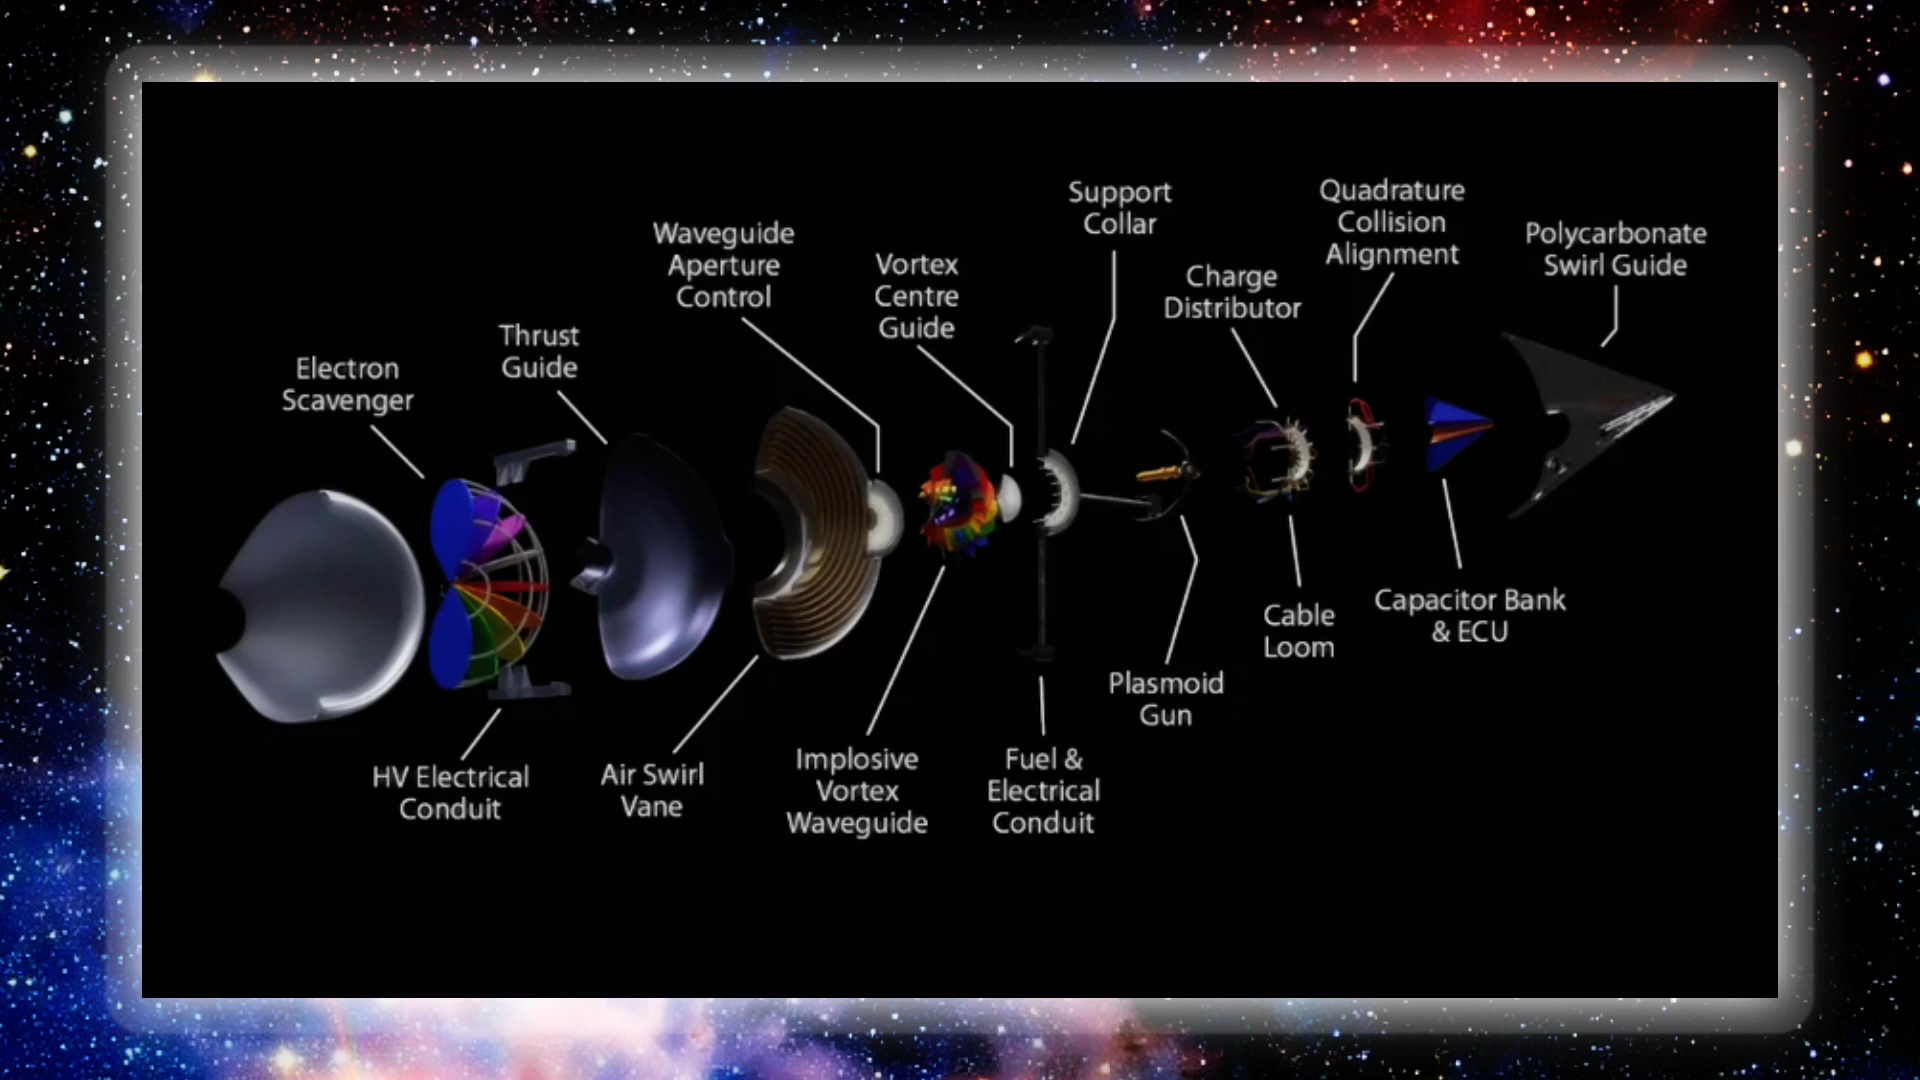 Support
Collar
Quadrature
Collision
Alignment
Polycarbonate
Swirl Guide
Waveguide
Aperture
Control
Vortex
Centre
Guide
Charge
Distributor
Thrust
Guide
Electron
Scavenger
Capacitor Bank
& ECU
Cable
Loom
Plasmoid
Gun
HV Electrical
Conduit
Air Swirl
Vane
Implosive
Vortex
Waveguide
Fuel &
Electrical
Conduit